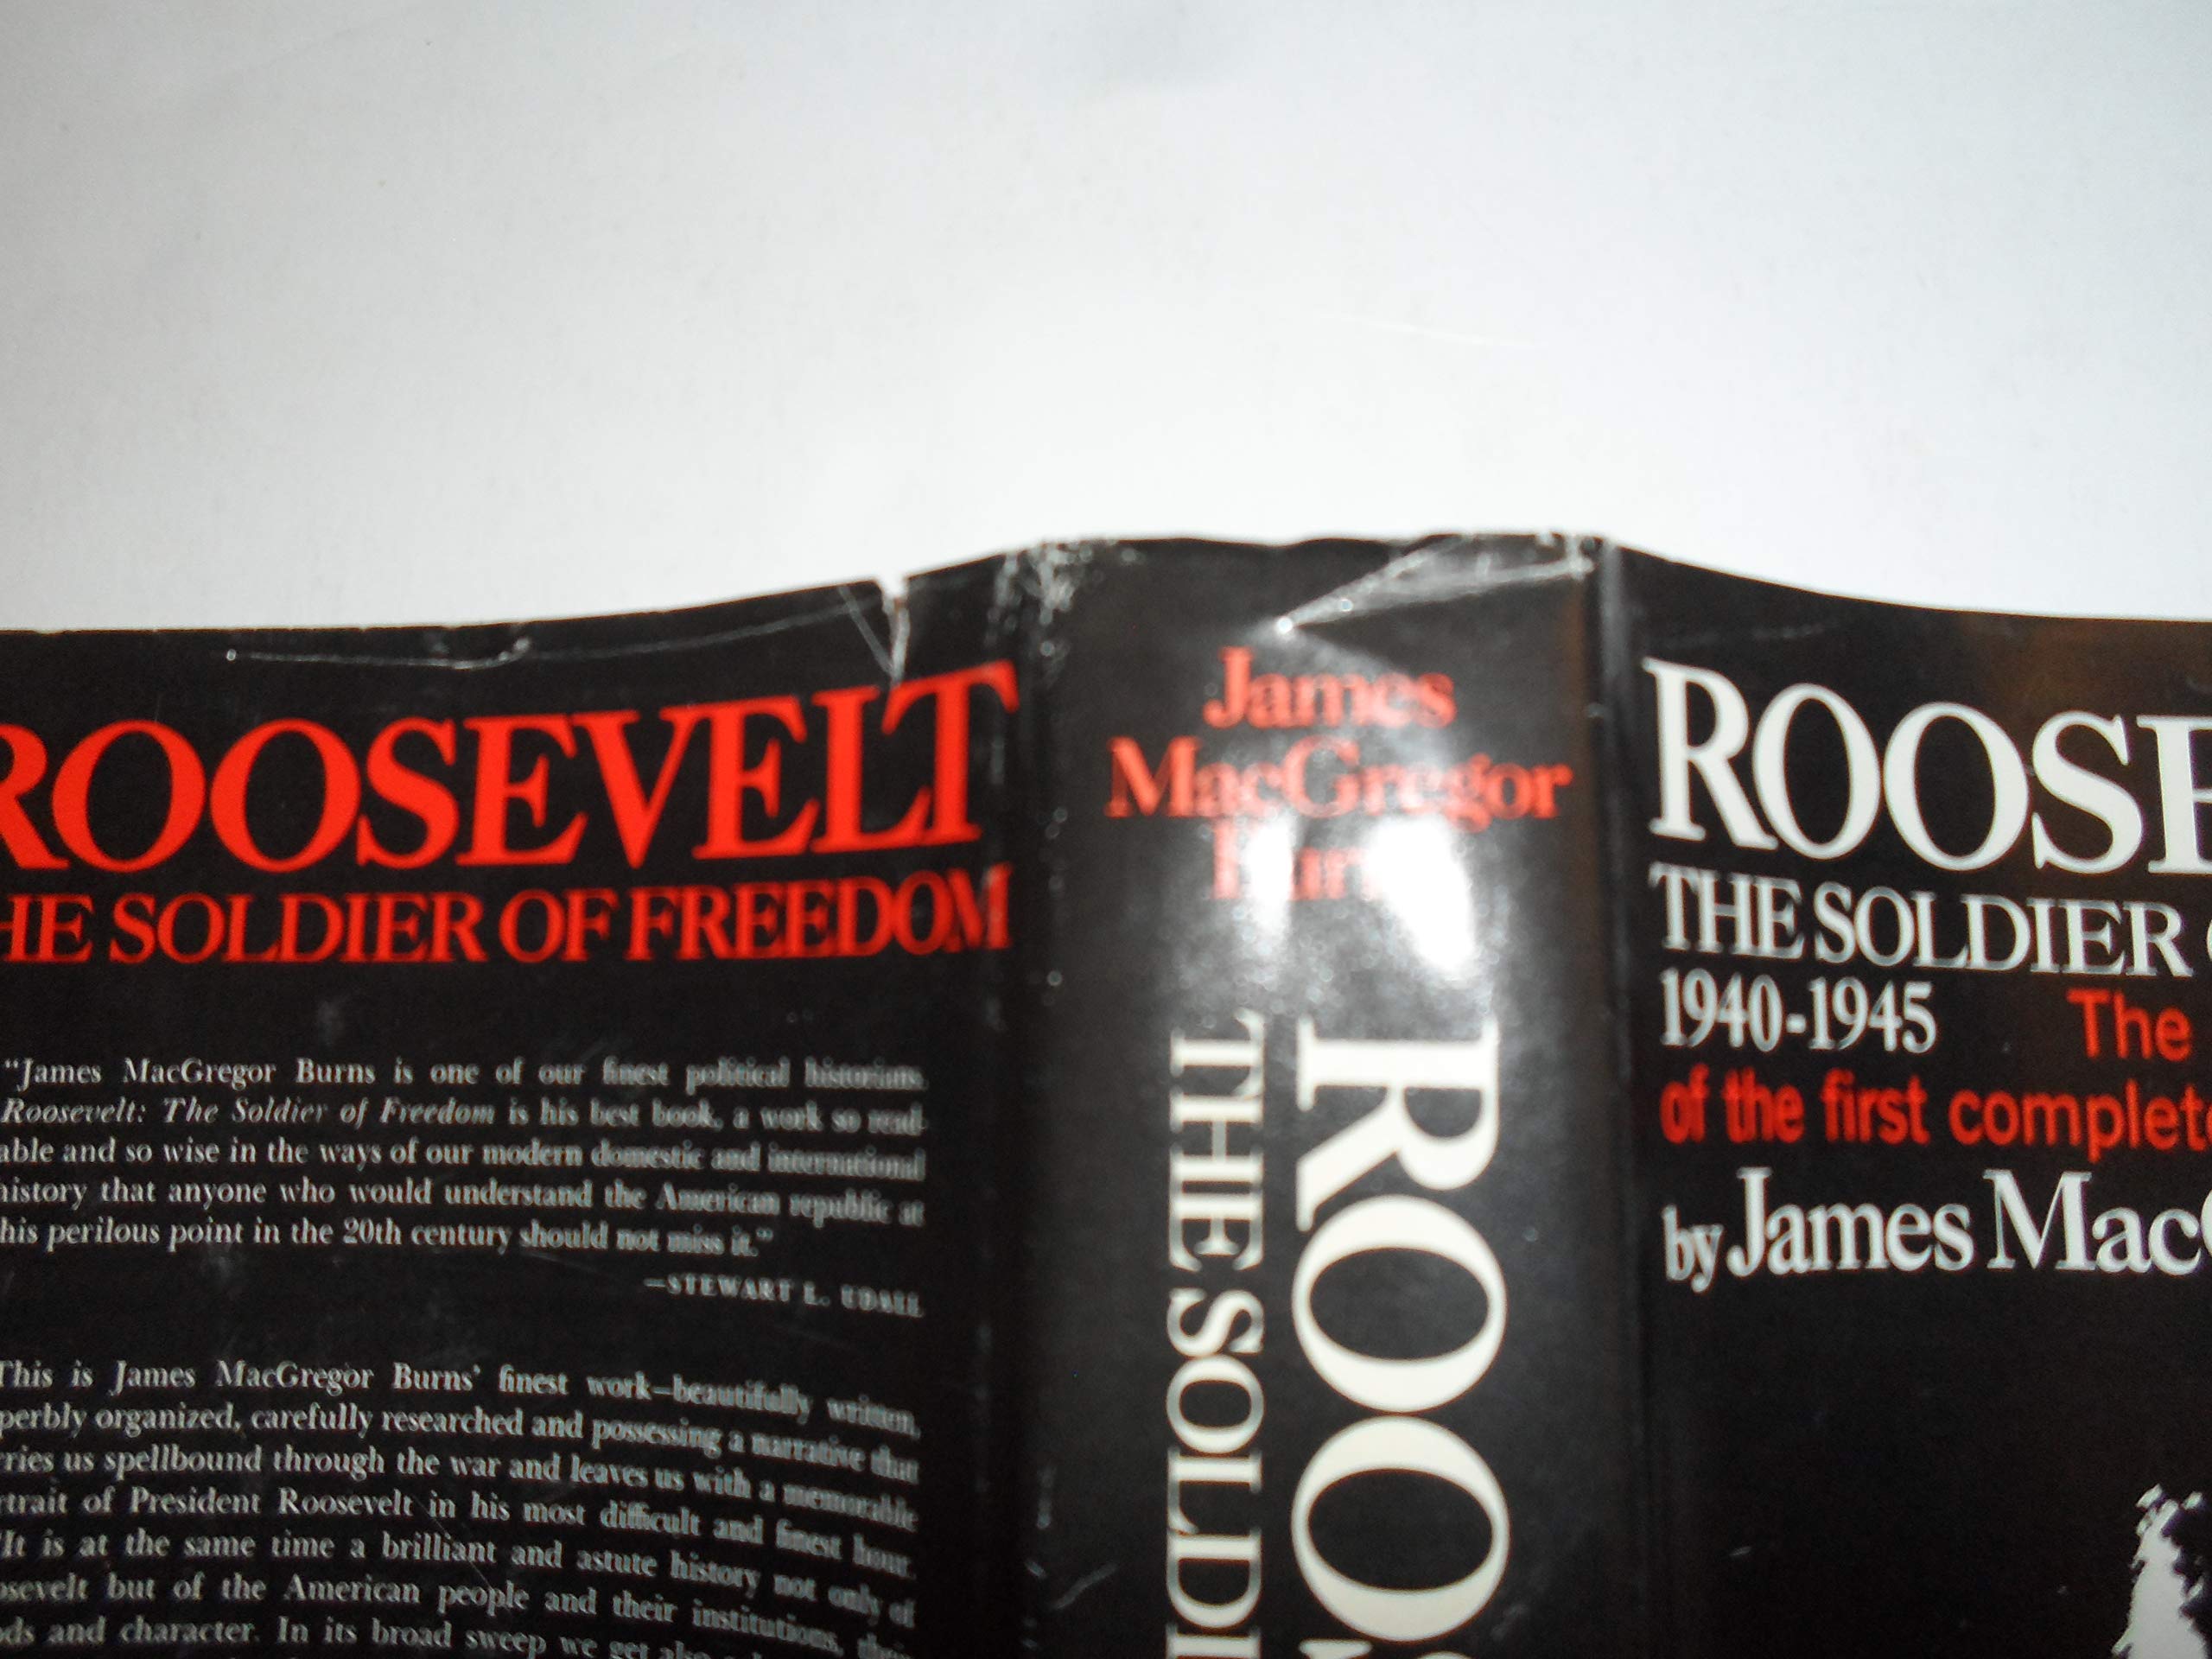 ROOSEVELT
HE SOLDIER OF FREEDOM
"James MacGregor Burns is one of our finest political historians.
Roosevelt: The Soldier of Freedom is his best book, a work so read-
able and so wise in the ways of our modern domestic and international
history that anyone who would understand the American republic at
his perilous point in the 20th century should not miss it."
—STEWART L. UDALL
This is James MacGregor Burns' finest work—beautifully written,
perbly organized, carefully researched and possessing a narrative that
ries us spellbound through the war and leaves us with a memorable
rtrait of President Roosevelt in his most difficult and finest hour.
"It is at the same time a brilliant and astute history not only of
osevelt but of the American people and their institutions, their
ds and character. In its broad sweep we get also
James
MacGregor
Burns
ROOS
THE SOLDI
ROOSE
THE SOLDIER
1940-1945 The
of the first complete
by James MacG